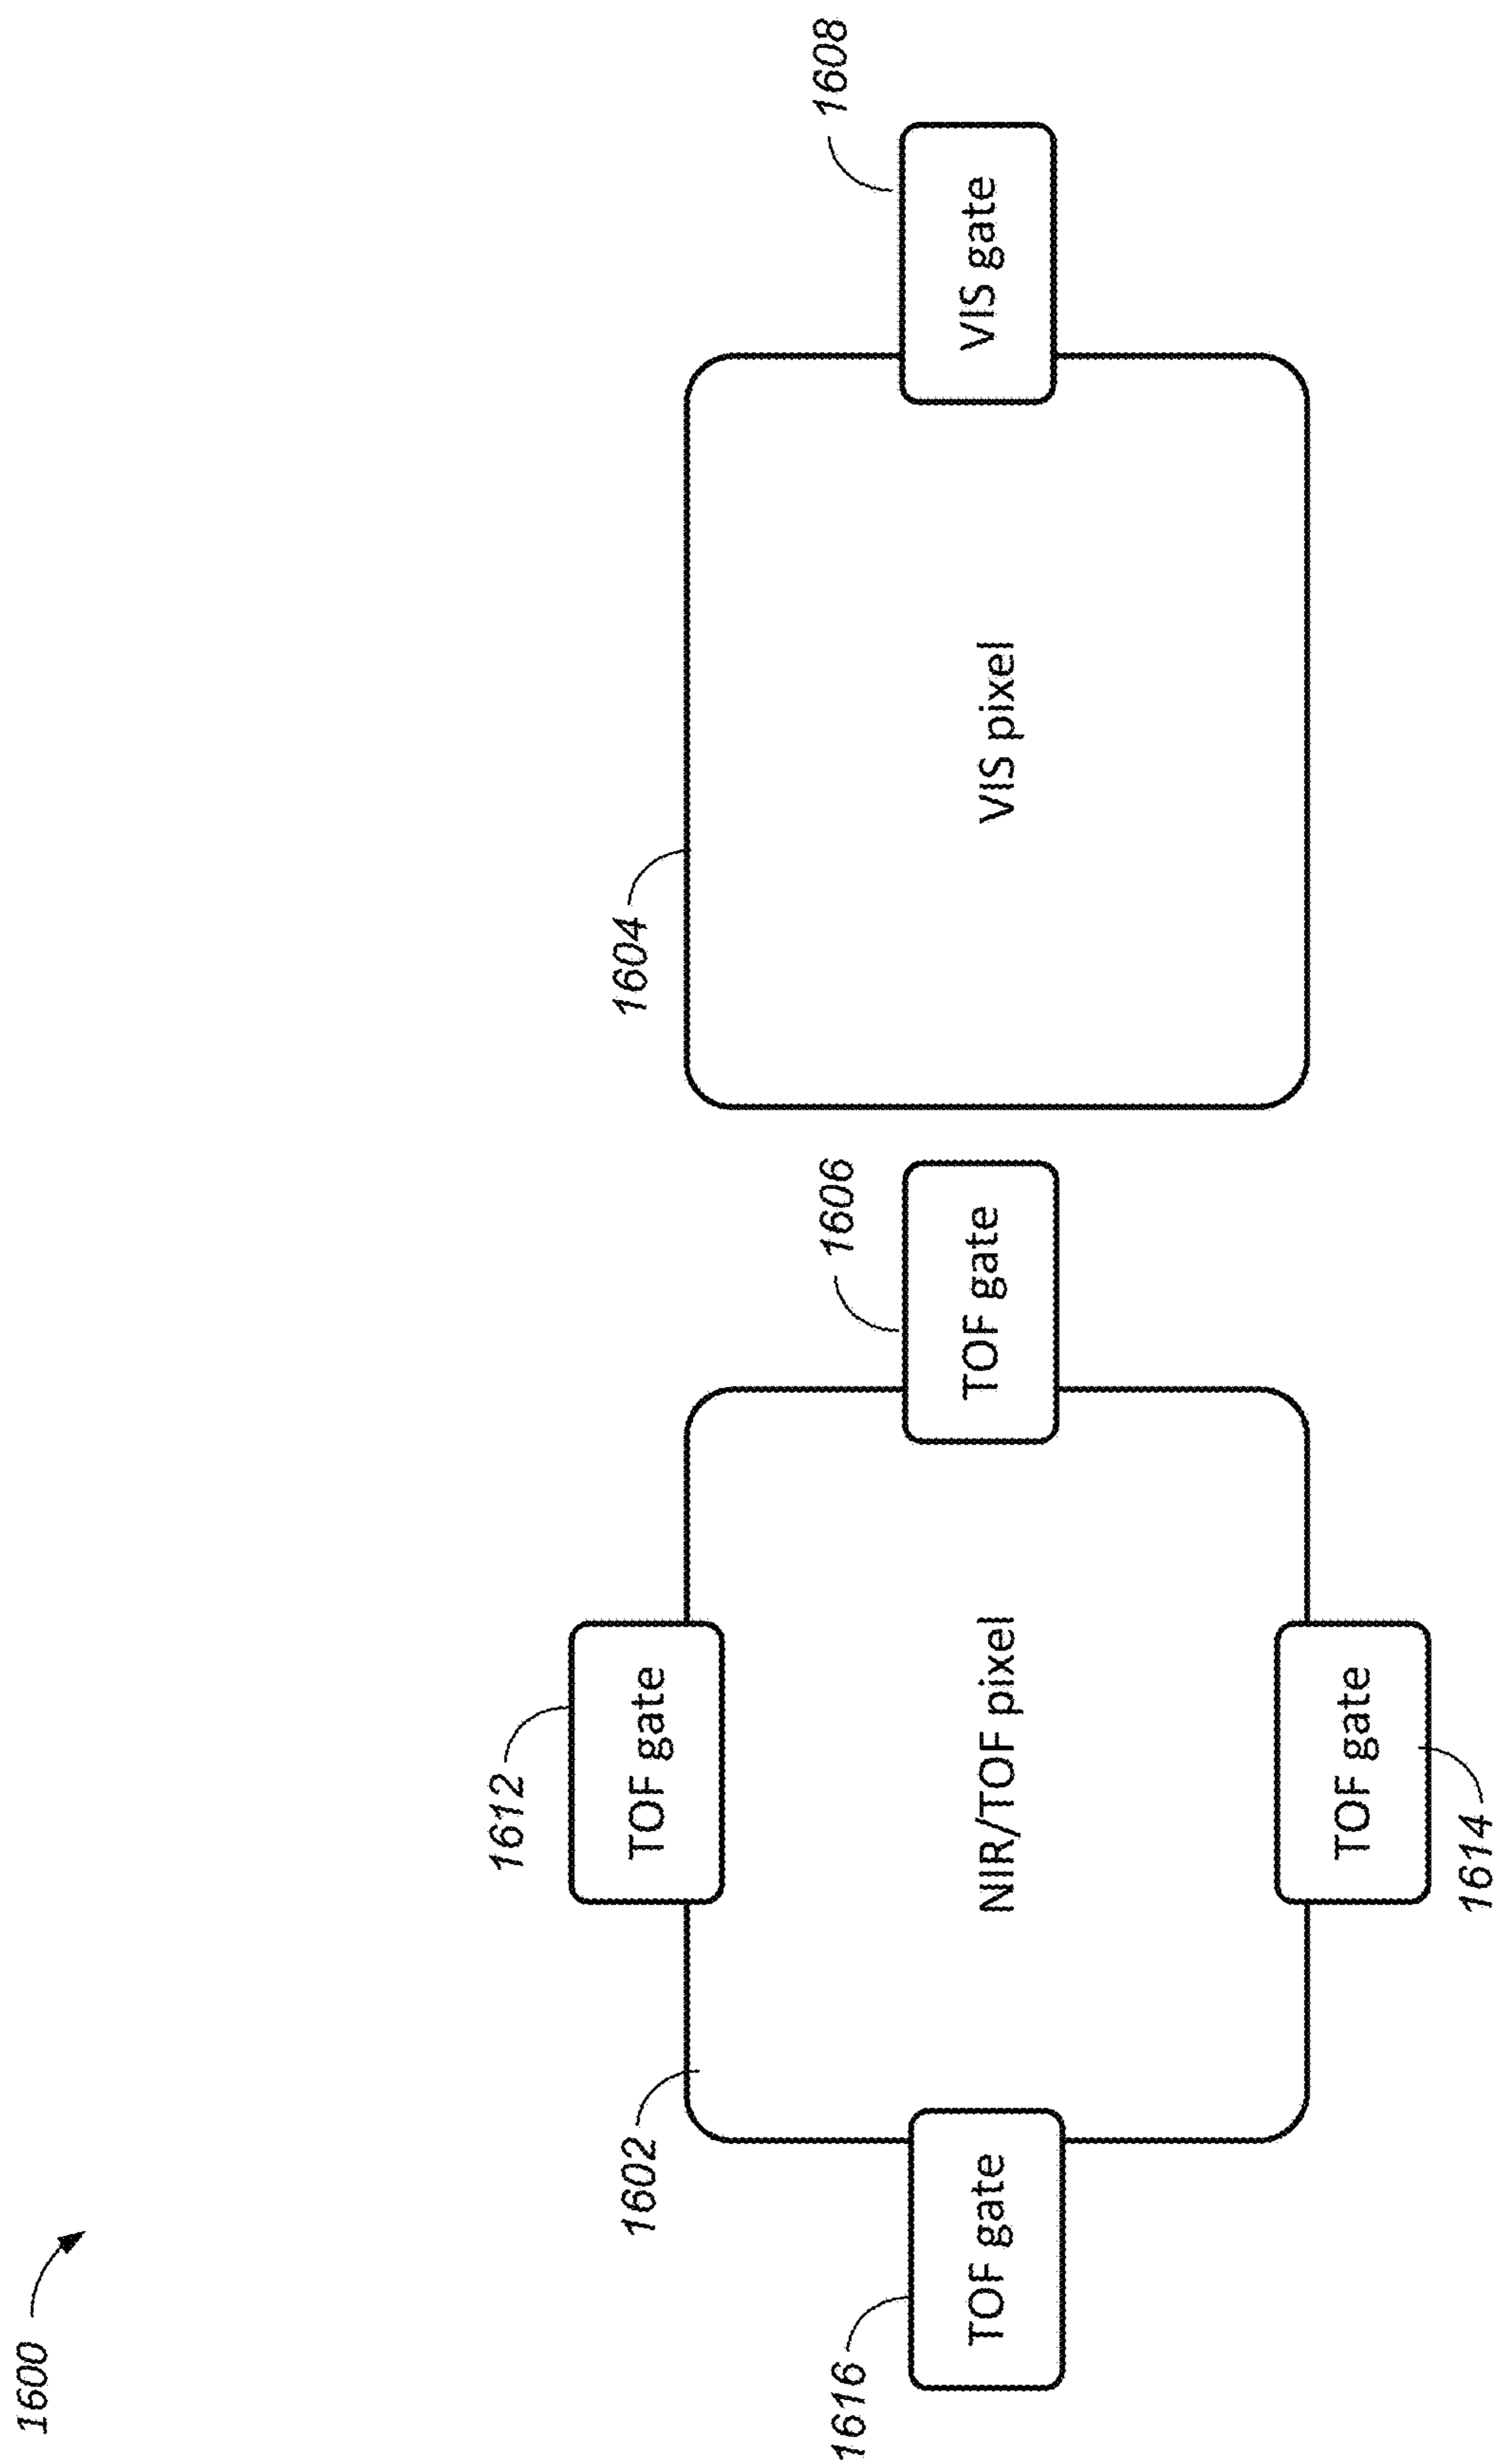 1600
1612
TOF gate
1602
1604
1606
1608
1616
TOF gate
NIR/TOF pixel
TOF gate
VIS pixel
VIS gate
TOF gate
1614